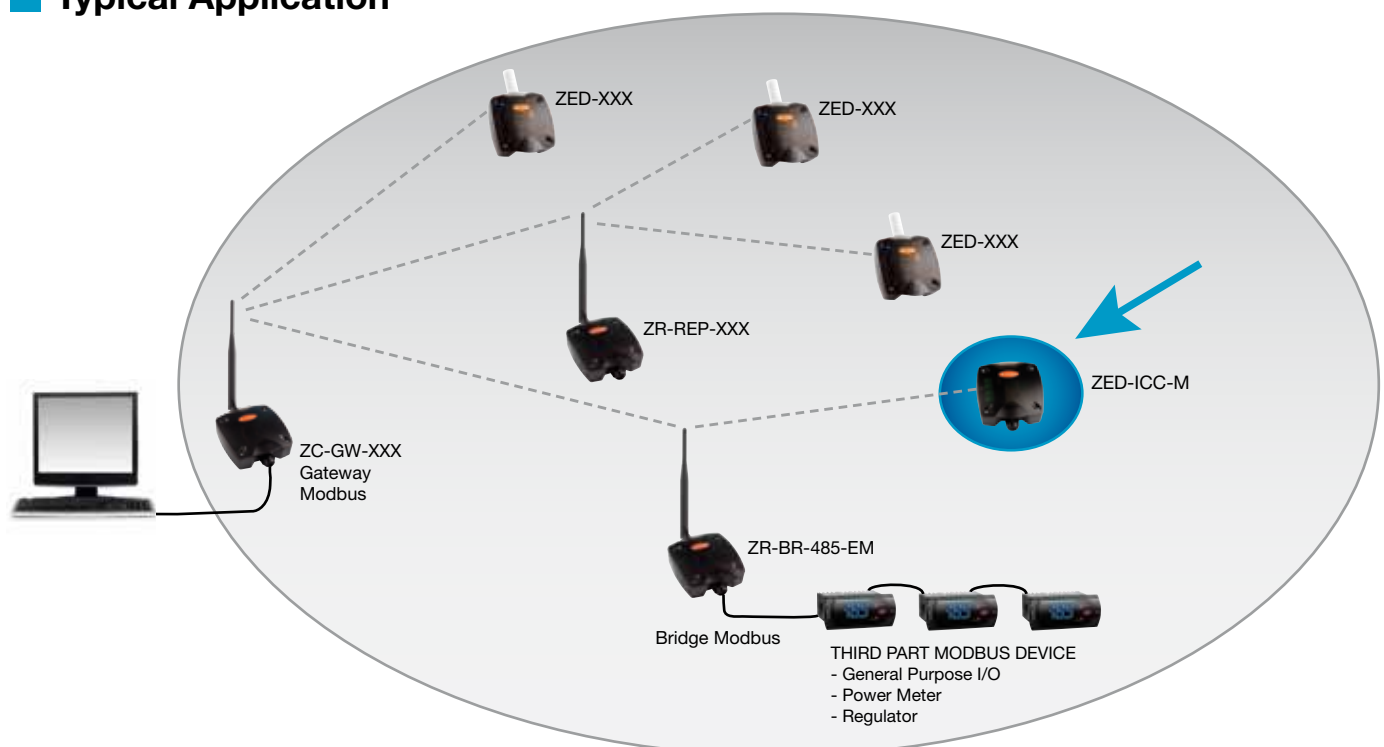 Typical Application
ZED-XXX
ZED-XXX
ZED-XXX
ZR-REP-XXX
ZED-ICC-M
ZC-GW-XXX
Gateway
Modbus
ZR-BR-485-EM
Bridge Modbus
THIRD PART MODBUS DEVICE
- General Purpose I/O
- Power Meter
- Regulator